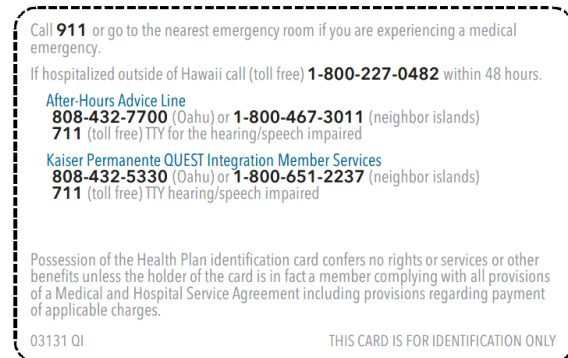 Call 911 or go to the nearest emergency room if you are experiencing a medical
emergency.
If hospitalized outside of Hawaii call (toll free) 1-800-227-0482 within 48 hours.
After-Hours Advice Line
808-432-7700 (Oahu) or 1-800-467-3011 (neighbor islands)
711 (toll free) TTY for the hearing/speech impaired
Kaiser Permanente QUEST Integration Member Services
808-432-5330 (Oahu) or 1-800-651-2237 (neighbor islands)
711 (toll free) TTY hearing/speech impaired
Possession of the Health Plan identification card confers no rights or services or other
benefits unless the holder of the card is in fact a member complying with all provisions
of a Medical and Hospital Service Agreement including provisions regarding payment
of applicable charges.
03131 QI THIS CARD IS FOR IDENTIFICATION ONLY